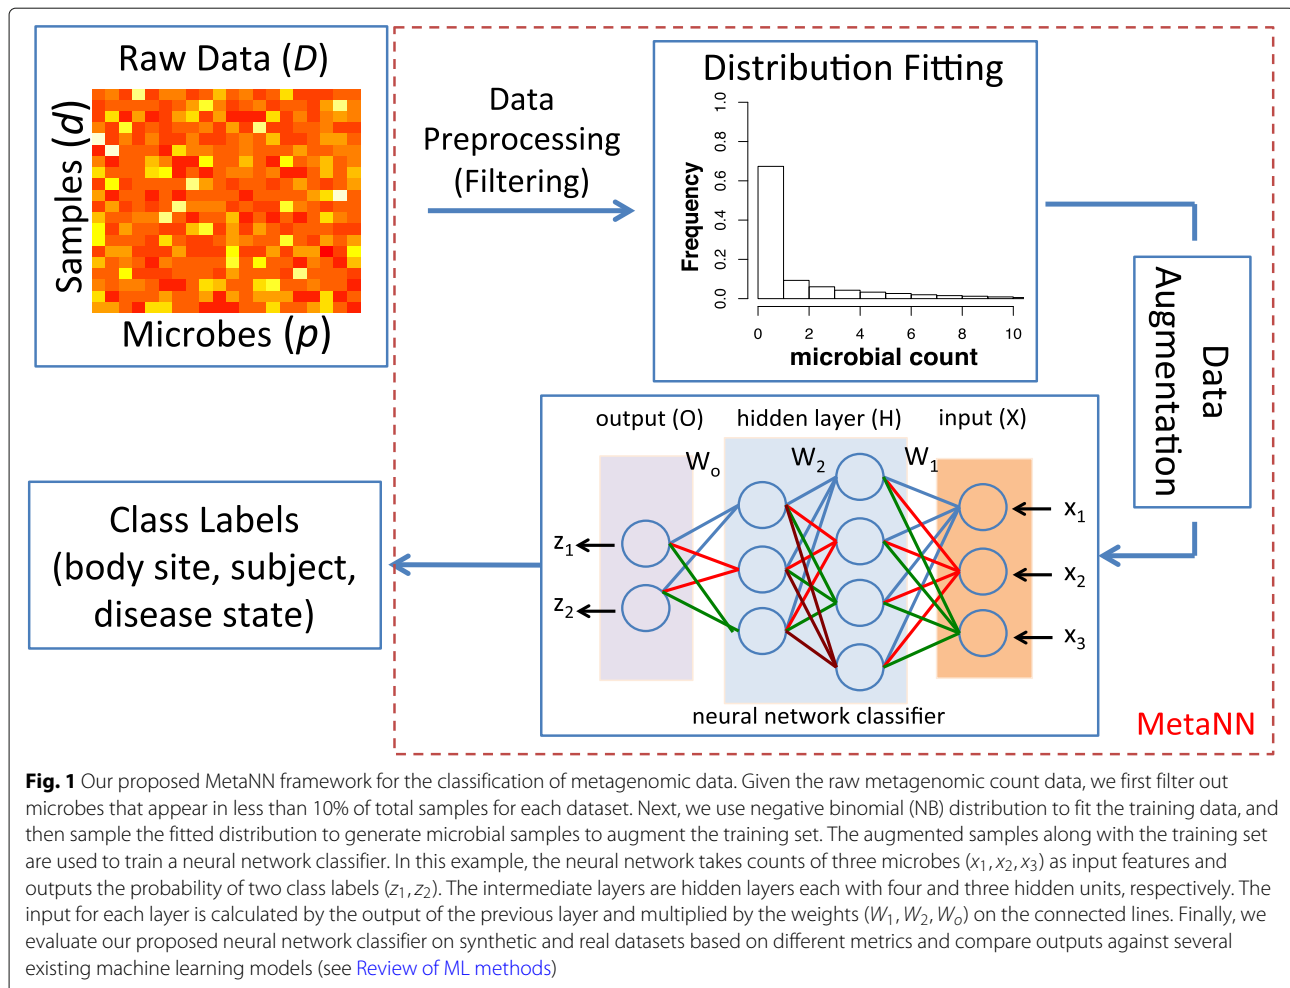 Raw Data (D)
Samples (d)
Microbes (p)
Data
Preprocessing
(Filtering)
Distribution Fitting
Frequency
1.0
0.8
0.6
0.4
0.2
0.0
0 2 4 6 8 10
microbial count
Data
Augmentation
output (O) hidden layer (H) input (X)
Wo W2 W1
x1
x2
x3
z1
z2
neural network classifier
Class Labels
(body site, subject,
disease state)
MetaNN
Fig. 1 Our proposed MetaNN framework for the classification of metagenomic data. Given the raw metagenomic count data, we first filter out
microbes that appear in less than 10% of total samples for each dataset. Next, we use negative binomial (NB) distribution to fit the training data, and
then sample the fitted distribution to generate microbial samples to augment the training set. The augmented samples along with the training set
are used to train a neural network classifier. In this example, the neural network takes counts of three microbes (x1, x2, x3) as input features and
outputs the probability of two class labels (z1, z2). The intermediate layers are hidden layers each with four and three hidden units, respectively. The
input for each layer is calculated by the output of the previous layer and multiplied by the weights (W1, W2, Wo) on the connected lines. Finally, we
evaluate our proposed neural network classifier on synthetic and real datasets based on different metrics and compare outputs against several
existing machine learning models (see Review of ML methods)